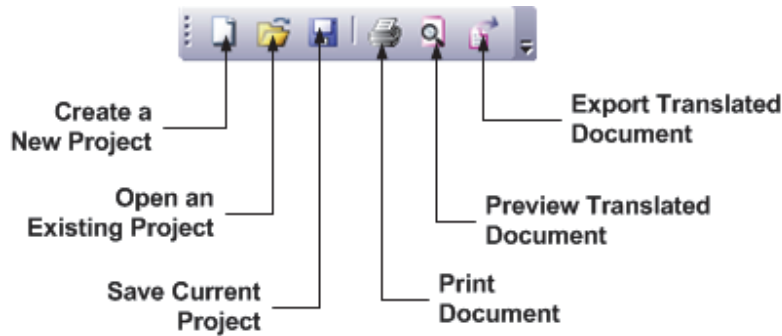 Create a
New Project
Open an
Existing Project
Save Current
Project
Export Translated
Document
Preview Translated
Document
Print
Document